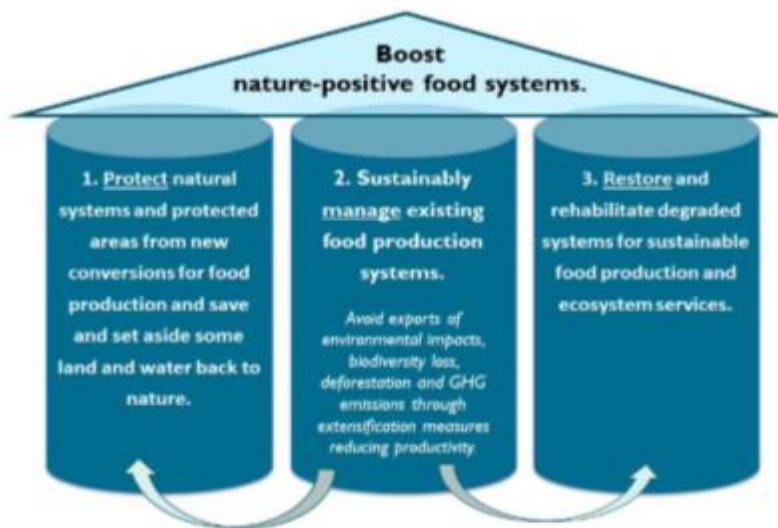 Boost
nature-positive food systems.
1. Protect natural
systems and protected
areas from new
conversions for food
production and save
and set aside some
land and water back to
nature.
2. Sustainably
manage existing
food production
systems.
Avoid exports of
environmental impacts,
biodiversity loss,
deforestation and GHG
emissions through
extensification measures
reducing productivity.
3. Restore and
rehabilitate degraded
systems for sustainable
food production and
ecosystem services.